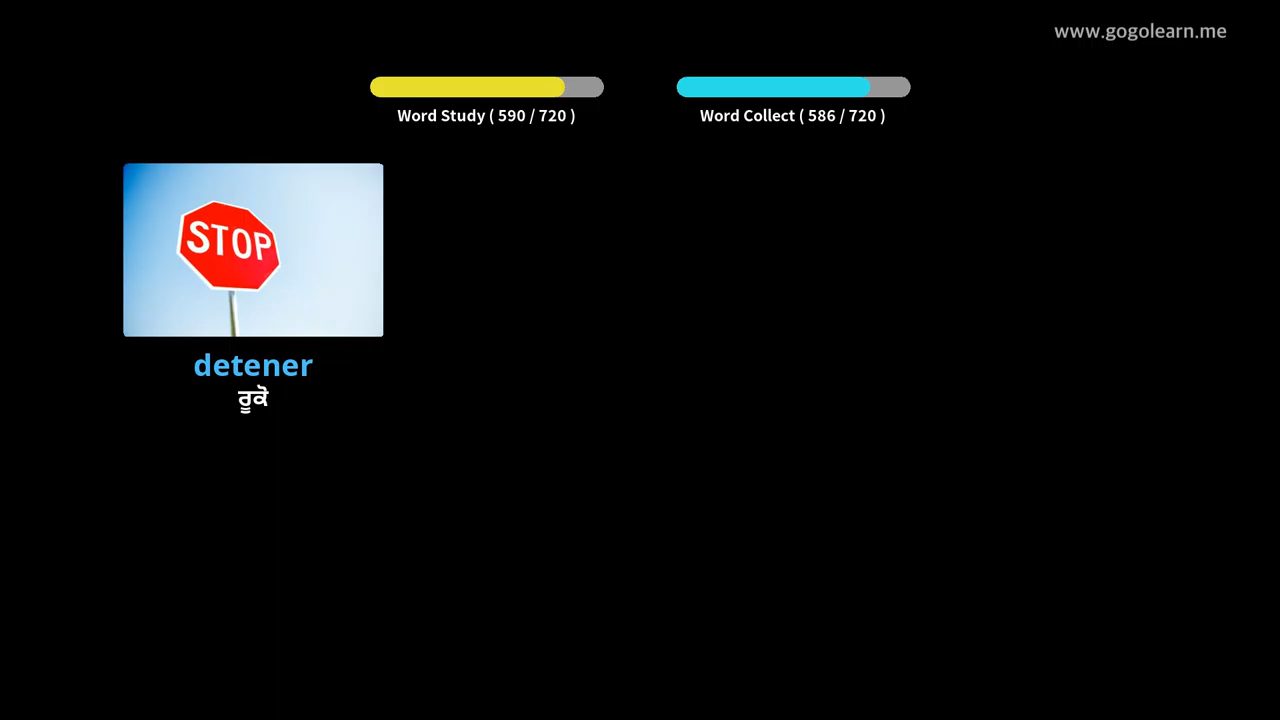 www.gogolearn.me
Word Study ( 590 / 720 )
Word Collect ( 586 / 720 )
STOP
detener
ਰੂਕੋ